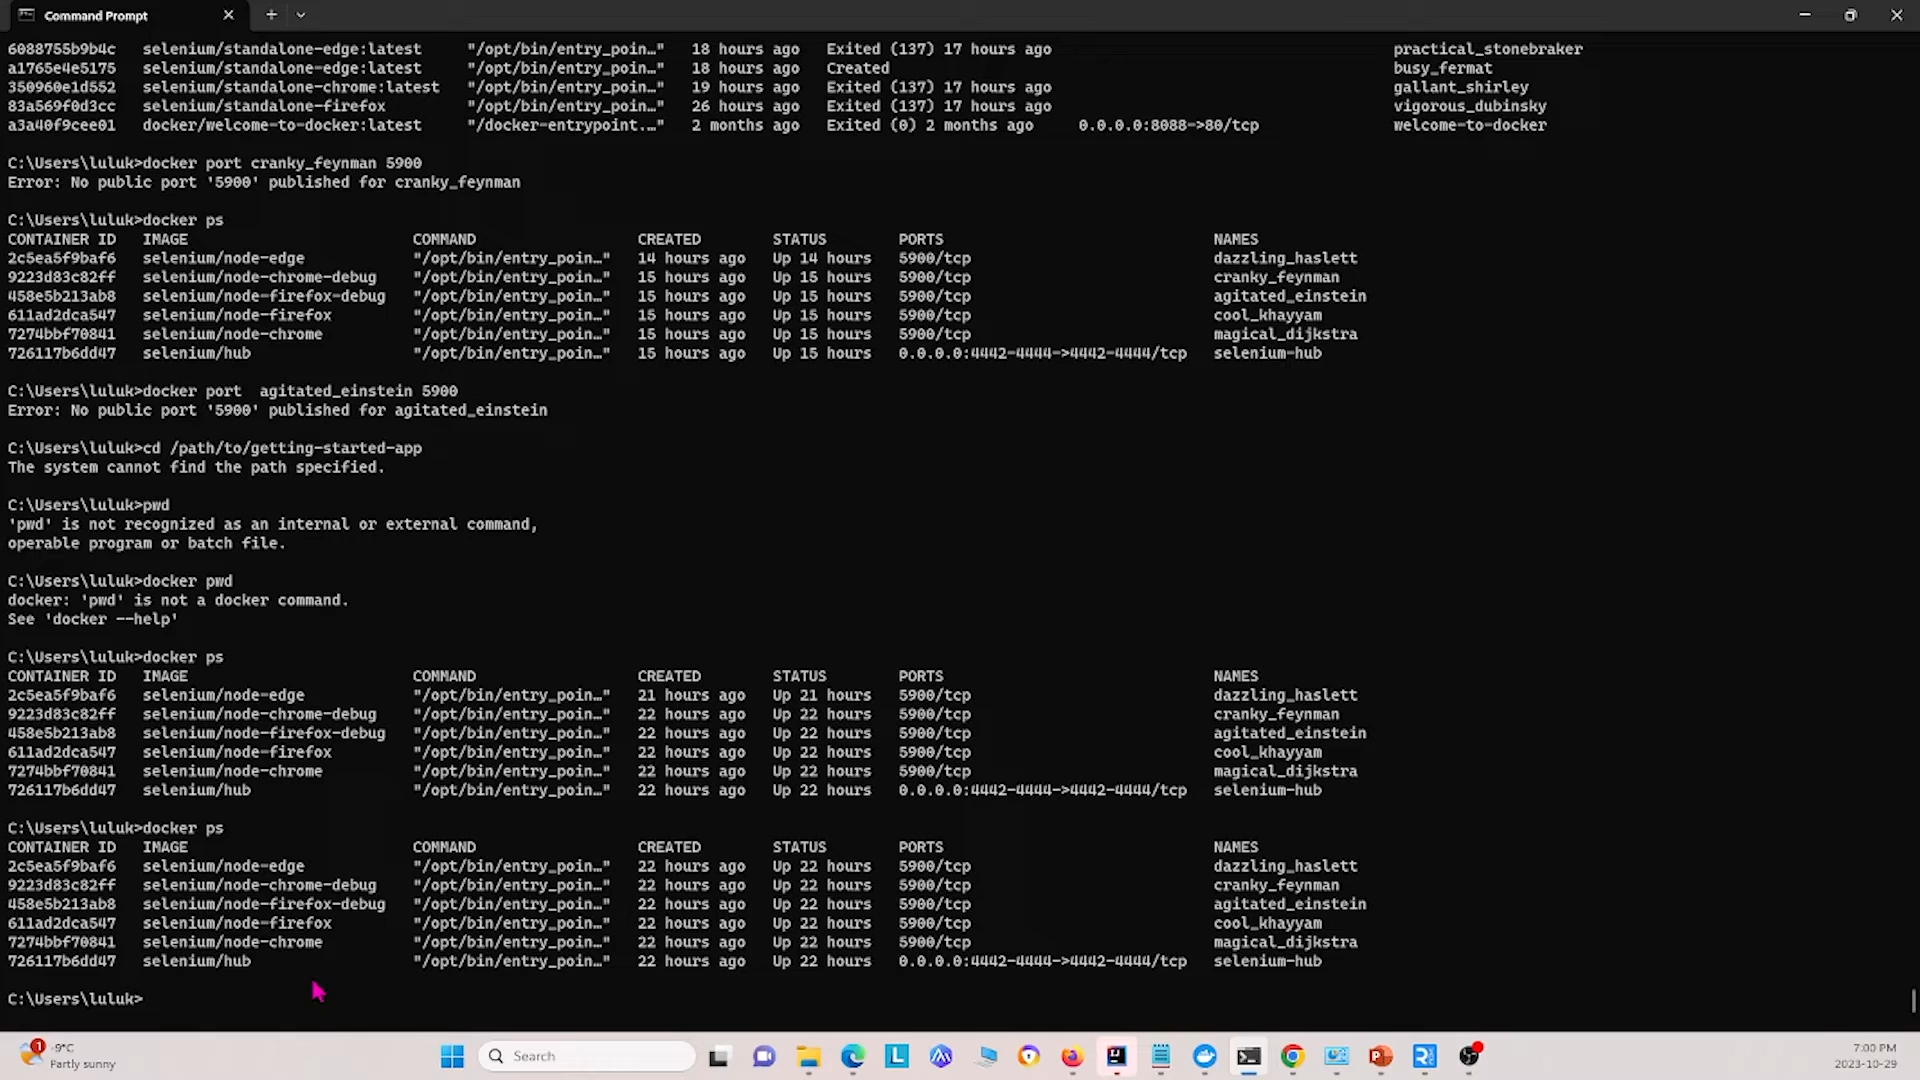 Command Prompt
6088755b9b4c selenium/standalone-edge:latest "/opt/bin/entry_poin…" 18 hours ago Exited (137) 17 hours ago practical_stonebraker
a1765e4e5175 selenium/standalone-edge:latest "/opt/bin/entry_poin…" 18 hours ago Created busy_fermat
350960e1d552 selenium/standalone-chrome:latest "/opt/bin/entry_poin…" 19 hours ago Exited (137) 17 hours ago gallant_shirley
83a569f0d3cc selenium/standalone-firefox "/opt/bin/entry_poin…" 26 hours ago Exited (137) 17 hours ago vigorous_dubinsky
a3a40f9cee01 docker/welcome-to-docker:latest "/docker-entrypoint.…" 2 months ago Exited (0) 2 months ago 0.0.0.0:8088->80/tcp welcome-to-docker
C:\Users\luluk>docker port cranky_feynman 5900
Error: No public port '5900' published for cranky_feynman
C:\Users\luluk>docker ps
CONTAINER ID IMAGE COMMAND CREATED STATUS PORTS NAMES
2c5ea5f9baf6 selenium/node-edge "/opt/bin/entry_poin…" 14 hours ago Up 14 hours 5900/tcp dazzling_haslett
9223d83c82ff selenium/node-chrome-debug "/opt/bin/entry_poin…" 15 hours ago Up 15 hours 5900/tcp cranky_feynman
458e5b213ab8 selenium/node-firefox-debug "/opt/bin/entry_poin…" 15 hours ago Up 15 hours 5900/tcp agitated_einstein
611ad2dca547 selenium/node-firefox "/opt/bin/entry_poin…" 15 hours ago Up 15 hours 5900/tcp cool_khayyam
7274bbf70841 selenium/node-chrome "/opt/bin/entry_poin…" 15 hours ago Up 15 hours 5900/tcp magical_dijkstra
726117b6dd47 selenium/hub "/opt/bin/entry_poin…" 15 hours ago Up 15 hours 0.0.0.0:4442-4444->4442-4444/tcp selenium-hub
C:\Users\luluk>docker port  agitated_einstein 5900
Error: No public port '5900' published for agitated_einstein
C:\Users\luluk>cd /path/to/getting-started-app
The system cannot find the path specified.
C:\Users\luluk>pwd
'pwd' is not recognized as an internal or external command,
operable program or batch file.
C:\Users\luluk>docker pwd
docker: 'pwd' is not a docker command.
See 'docker --help'
C:\Users\luluk>docker ps
CONTAINER ID IMAGE COMMAND CREATED STATUS PORTS NAMES
2c5ea5f9baf6 selenium/node-edge "/opt/bin/entry_poin…" 21 hours ago Up 21 hours 5900/tcp dazzling_haslett
9223d83c82ff selenium/node-chrome-debug "/opt/bin/entry_poin…" 22 hours ago Up 22 hours 5900/tcp cranky_feynman
458e5b213ab8 selenium/node-firefox-debug "/opt/bin/entry_poin…" 22 hours ago Up 22 hours 5900/tcp agitated_einstein
611ad2dca547 selenium/node-firefox "/opt/bin/entry_poin…" 22 hours ago Up 22 hours 5900/tcp cool_khayyam
7274bbf70841 selenium/node-chrome "/opt/bin/entry_poin…" 22 hours ago Up 22 hours 5900/tcp magical_dijkstra
726117b6dd47 selenium/hub "/opt/bin/entry_poin…" 22 hours ago Up 22 hours 0.0.0.0:4442-4444->4442-4444/tcp selenium-hub
C:\Users\luluk>docker ps
CONTAINER ID IMAGE COMMAND CREATED STATUS PORTS NAMES
2c5ea5f9baf6 selenium/node-edge "/opt/bin/entry_poin…" 22 hours ago Up 22 hours 5900/tcp dazzling_haslett
9223d83c82ff selenium/node-chrome-debug "/opt/bin/entry_poin…" 22 hours ago Up 22 hours 5900/tcp cranky_feynman
458e5b213ab8 selenium/node-firefox-debug "/opt/bin/entry_poin…" 22 hours ago Up 22 hours 5900/tcp agitated_einstein
611ad2dca547 selenium/node-firefox "/opt/bin/entry_poin…" 22 hours ago Up 22 hours 5900/tcp cool_khayyam
7274bbf70841 selenium/node-chrome "/opt/bin/entry_poin…" 22 hours ago Up 22 hours 5900/tcp magical_dijkstra
726117b6dd47 selenium/hub "/opt/bin/entry_poin…" 22 hours ago Up 22 hours 0.0.0.0:4442-4444->4442-4444/tcp selenium-hub
C:\Users\luluk>
1
-9°C
Partly sunny
Search
7:00 PM
2023-10-29